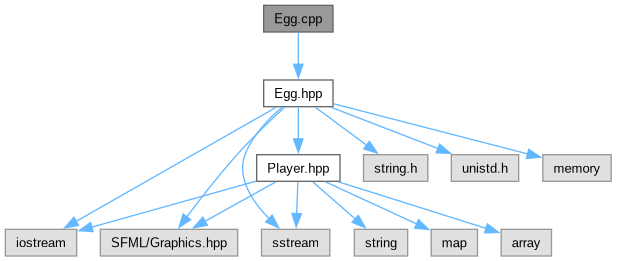 Egg.cpp
Egg.hpp
Player.hpp
string.h
unistd.h
memory
iostream
SFML/Graphics.hpp
sstream
string
map
array